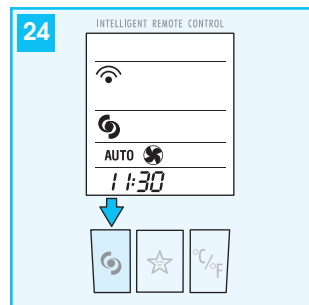 24
INTELLIGENT REMOTE CONTROL
AUTO
11:30
°C/°F